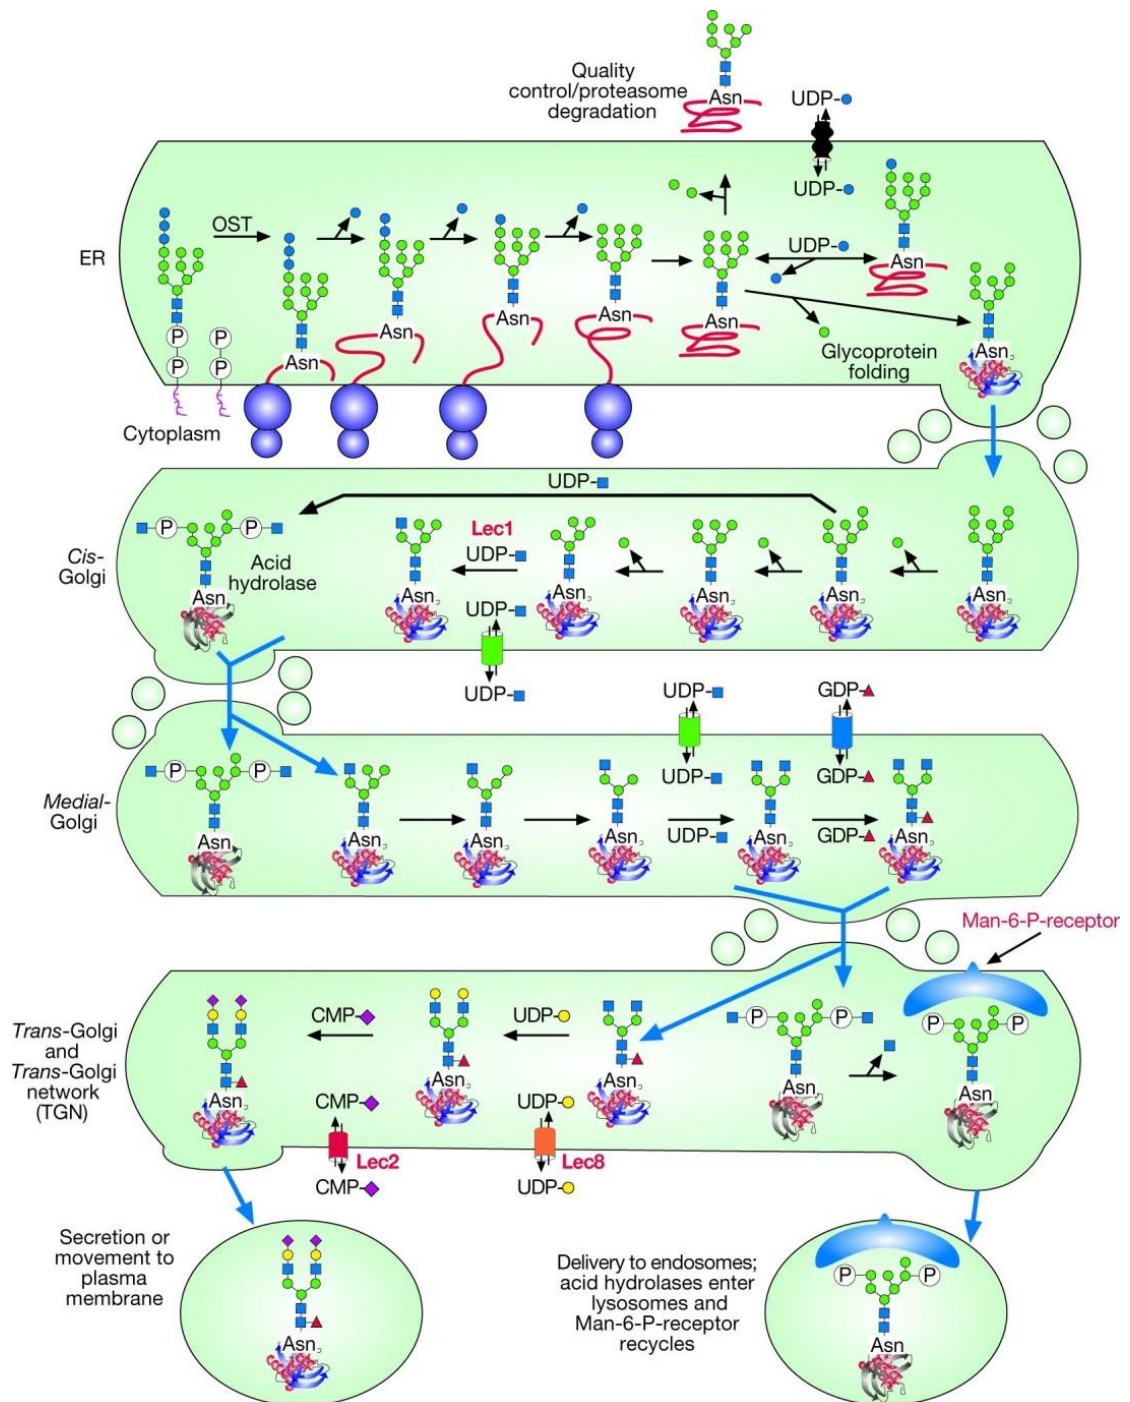 Quality
control/proteasome
degradation
Asn
UDP-
UDP-
ER
OST
UDP-
Asn
Asn
Asn
Asn
Asn
Asn
Asn
P P
P P
Glycoprotein
folding
Cytoplasm
UDP-
P P
Lec1
UDP-
Cis-
Golgi
Acid
hydrolase
Asn
Asn
Asn
Asn
Asn
Asn
UDP-
UDP-
UDP-
GDP-
P P
UDP-
GDP-
Medial-
Golgi
Asn
Asn
Asn
Asn
UDP-
Asn
GDP-
Asn
Man-6-P-receptor
P P
P P
CMP-
UDP-
Trans-Golgi
and
Trans-Golgi
network
(TGN)
Asn
Asn
Asn
Asn
Asn
CMP-
UDP-
Lec2
Lec8
CMP-
UDP-
Secretion or
movement to
plasma
membrane
Asn
Delivery to endosomes;
acid hydrolases enter
lysosomes and
Man-6-P-receptor
recycles
P P
Asn